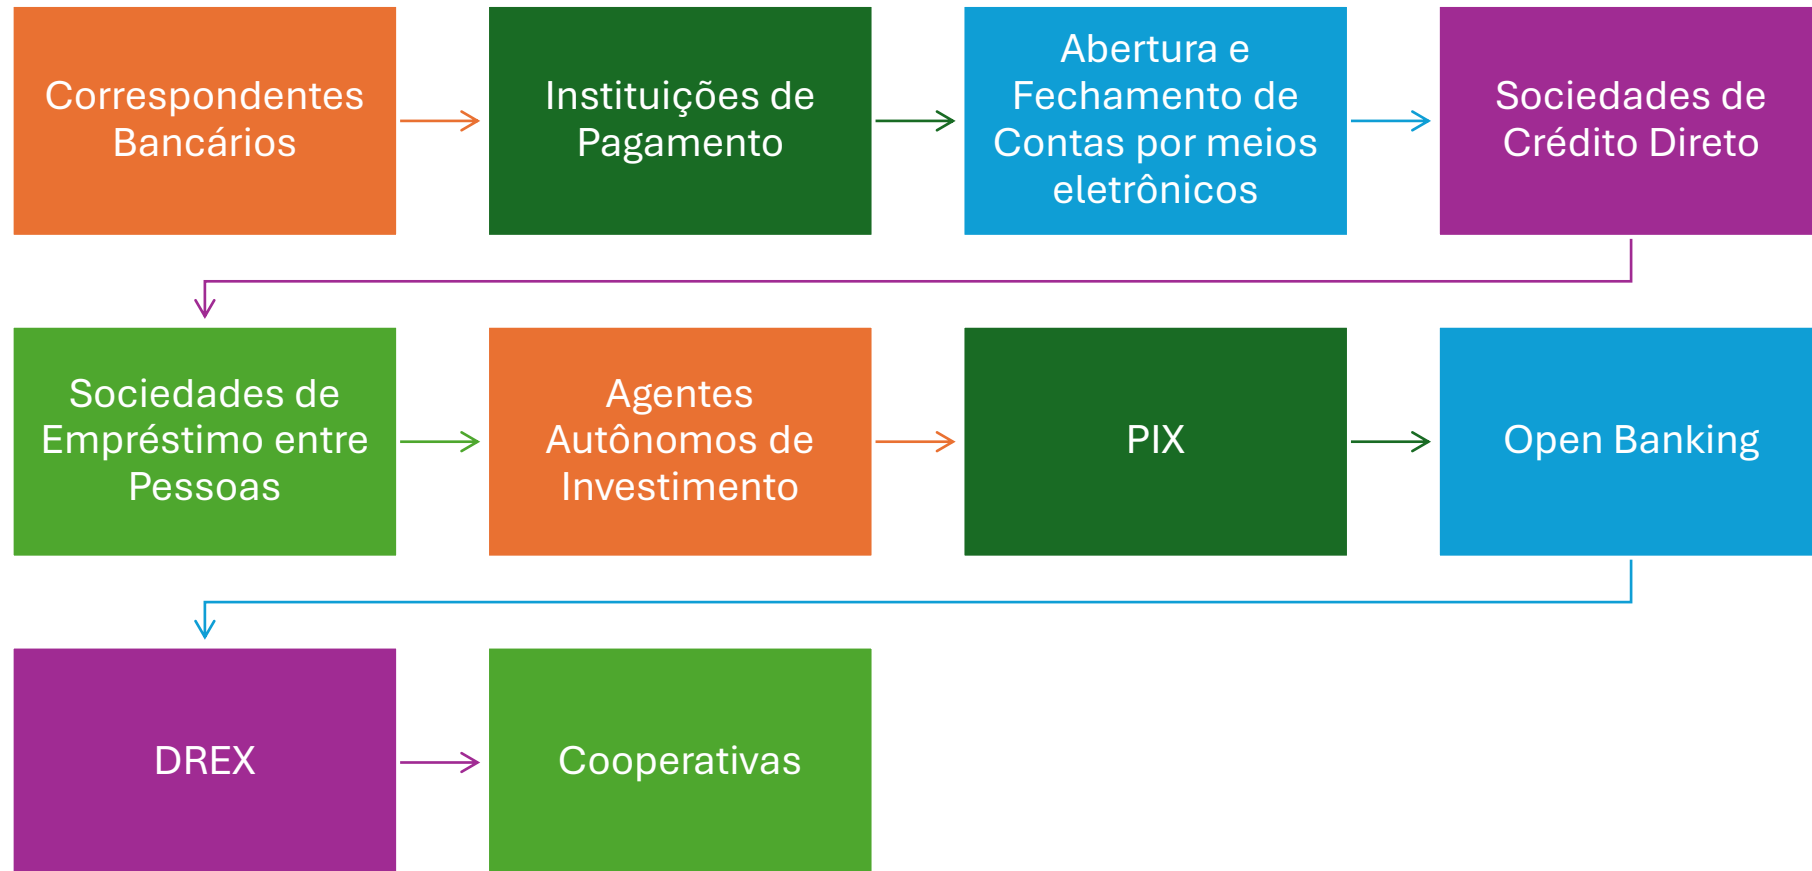 Correspondentes
Bancários
Instituições de
Pagamento
Abertura e
Fechamento de
Contas por meios
eletrônicos
Sociedades de
Crédito Direto
Sociedades de
Empréstimo entre
Pessoas
Agentes
Autônomos de
Investimento
PIX
Open Banking
DREX
Cooperativas